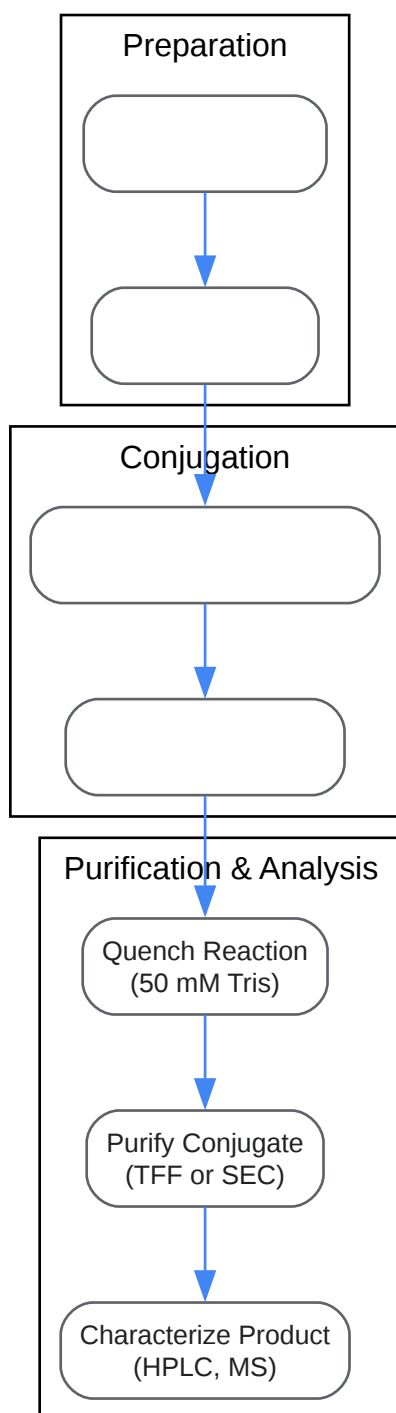 Preparation
Conjugation
Purification & Analysis
Quench Reaction
(50 mM Tris)
Purify Conjugate
(TFF or SEC)
Characterize Product
(HPLC, MS)